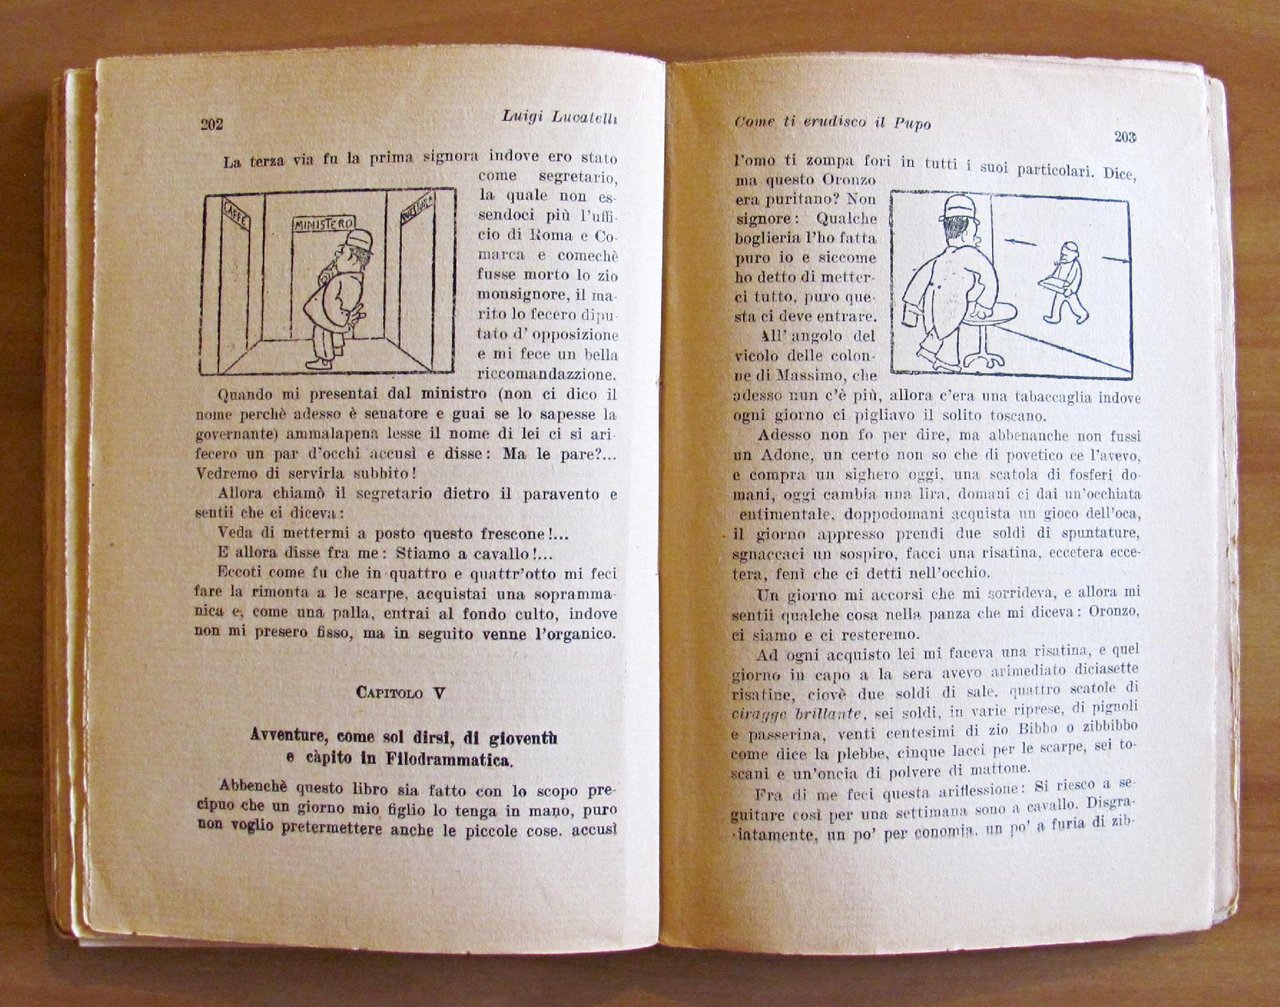 202
Luigi Lucatelli
La terza via fu la prima signora indove ero stato
come segretario,
la quale non es-
sendoci più l'uffi-
cio di Roma e Co-
marca e comechè
fusse morto lo zio
monsignore, il ma-
rito lo fecero dipu-
tato d'opposizione
e mi fece un bella
riccomandazzione.
CAFFÈ
MINISTERO
Quando mi presentai dal ministro (non ci dico il
nome perchè adesso è senatore e guai se lo sapesse la
governante) ammalapena lesse il nome di lei ci si ari-
fecero un par d'occhi accusì e disse: Ma le pare?...
Vedremo di servirla subbito!
Allora chiamò il segretario dietro il paravento e
sentii che ci diceva:
Veda di mettermi a posto questo frescone!...
E allora disse fra me: Stiamo a cavallo!...
Eccoti come fu che in quattro e quattr'otto mi feci
fare la rimonta a le scarpe, acquistai una sopramma-
nica e, come una palla, entrai al fondo culto, indove
non mi presero fisso, ma in seguito venne l'organico.
Capitolo V
Avventure, come sol dirsi, di gioventù
e càpito in Filodrammatica.
Abbenchè questo libro sia fatto con lo scopo pre-
cipuo che un giorno mio figlio lo tenga in mano, puro
non voglio pretermettere anche le piccole cose. accusì
Come ti erudisco il Pupo
203
l'omo ti zompa fori in tutti i suoi particolari. Dice,
ma questo Oronzo
era puritano? Non
signore: Qualche
boglieria l'ho fatta
puro io e siccome
ho detto di metter-
ci tutto, puro que-
sta ci deve entrare.
All'angolo del
vicolo delle colon-
ne di Massimo, che
adesso nun c'è più, allora c'era una tabaccaglia indove
ogni giorno ci pigliavo il solito toscano.
Adesso non fo per dire, ma abbenanche non fussi
un Adone, un certo non so che di povetico ce l'avevo,
e compra un sighero oggi, una scatola di fosferi do-
mani, oggi cambia una lira, domani ci dai un'occhiata
entimentale, doppodomani acquista un gioco dell'oca,
il giorno appresso prendi due soldi di spuntature,
sgnaccaci un sospiro, facci una risatina, eccetera ecce-
tera, fenì che ci detti nell'occhio.
Un giorno mi accorsi che mi sorrideva, e allora mi
sentii qualche cosa nella panza che mi diceva: Oronzo,
ci siamo e ci resteremo.
Ad ogni acquisto lei mi faceva una risatina, e quel
giorno in capo a la sera avevo arimediato diciasette
risatine, ciovè due soldi di sale. quattro scatole di
ciragge brillante, sei soldi, in varie riprese, di pignoli
e passerina, venti centesimi di zio Bibbo o zibbibbo
come dice la plebbe, cinque lacci per le scarpe, sei to-
scani e un'oncia di polvere di mattone.
Fra di me feci questa ariflessione: Si riesco a se-
guitare così per una settimana sono a cavallo. Disgra-
iatamente, un po' per conomia. un po' a furia di zib-